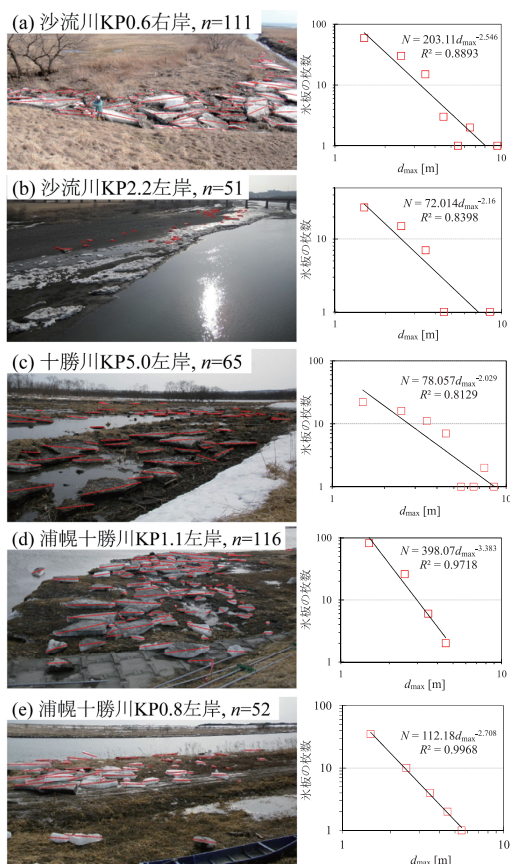 (a) 沙流川KP0.6右岸, n=111
100
10
1
1
10
氷板の枚数
dmax [m]
N = 203.11dmax^-2.546
R² = 0.8893
(b) 沙流川KP2.2左岸, n=51
10
1
1
10
氷板の枚数
dmax [m]
N = 72.014dmax^-2.16
R² = 0.8398
(c) 十勝川KP5.0左岸, n=65
100
10
1
1
10
氷板の枚数
dmax [m]
N = 78.057dmax^-2.029
R² = 0.8129
(d) 浦幌十勝川KP1.1左岸, n=116
100
10
1
1
10
氷板の枚数
dmax [m]
N = 398.07dmax^-3.383
R² = 0.9718
(e) 浦幌十勝川KP0.8左岸, n=52
100
10
1
1
10
氷板の枚数
dmax [m]
N = 112.18dmax^-2.708
R² = 0.9968